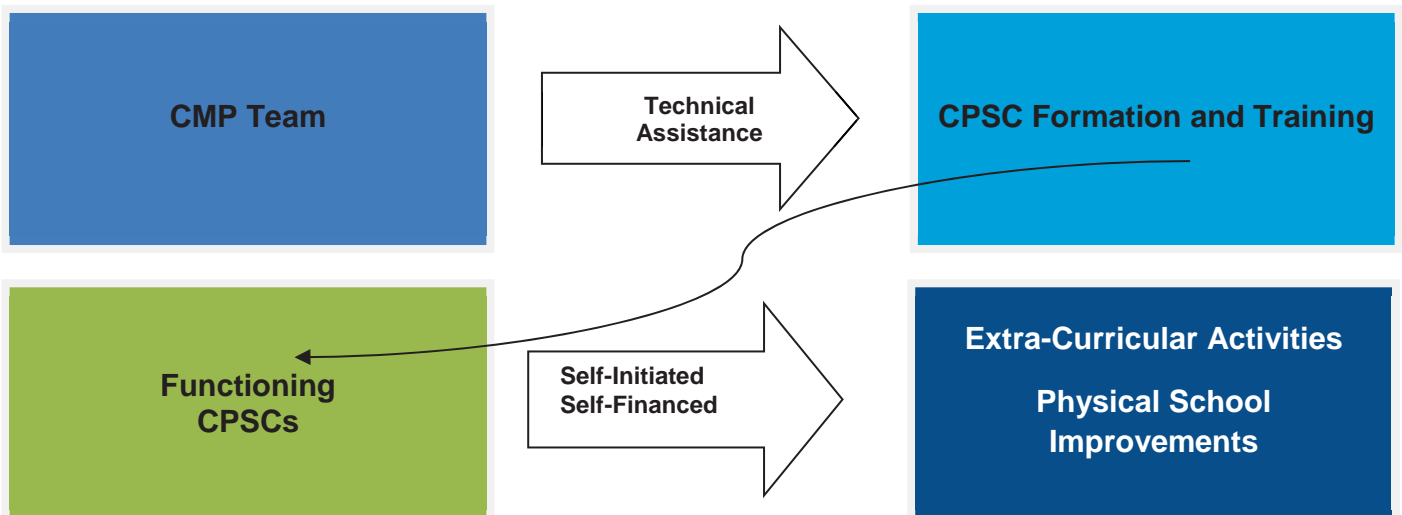 CMP Team
Technical
Assistance
CPSC Formation and Training
Functioning
CPSCs
Self-Initiated
Self-Financed
Extra-Curricular Activities
Physical School
Improvements